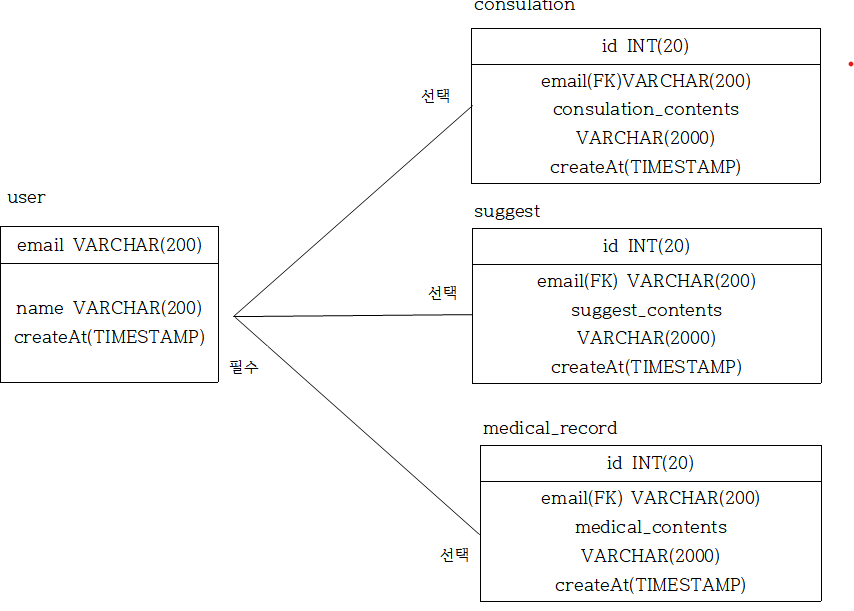 consulation
id INT(20)
email(FK)VARCHAR(200)
consulation_contents
VARCHAR(2000)
createAt(TIMESTAMP)
선택
user
email VARCHAR(200)
name VARCHAR(200)
createAt(TIMESTAMP)
필수
suggest
id INT(20)
email(FK) VARCHAR(200)
suggest_contents
VARCHAR(2000)
createAt(TIMESTAMP)
선택
medical_record
id INT(20)
email(FK) VARCHAR(200)
medical_contents
VARCHAR(2000)
createAt(TIMESTAMP)
선택